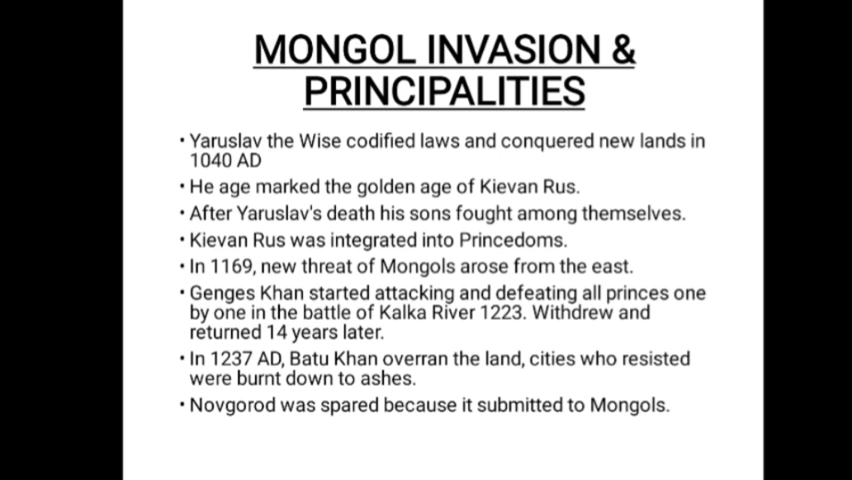 MONGOL INVASION &
PRINCIPALITIES
• Yaruslav the Wise codified laws and conquered new lands in
1040 AD
• He age marked the golden age of Kievan Rus.
• After Yaruslav's death his sons fought among themselves.
• Kievan Rus was integrated into Princedoms.
• In 1169, new threat of Mongols arose from the east.
• Genges Khan started attacking and defeating all princes one
by one in the battle of Kalka River 1223. Withdrew and
returned 14 years later.
• In 1237 AD, Batu Khan overran the land, cities who resisted
were burnt down to ashes.
• Novgorod was spared because it submitted to Mongols.